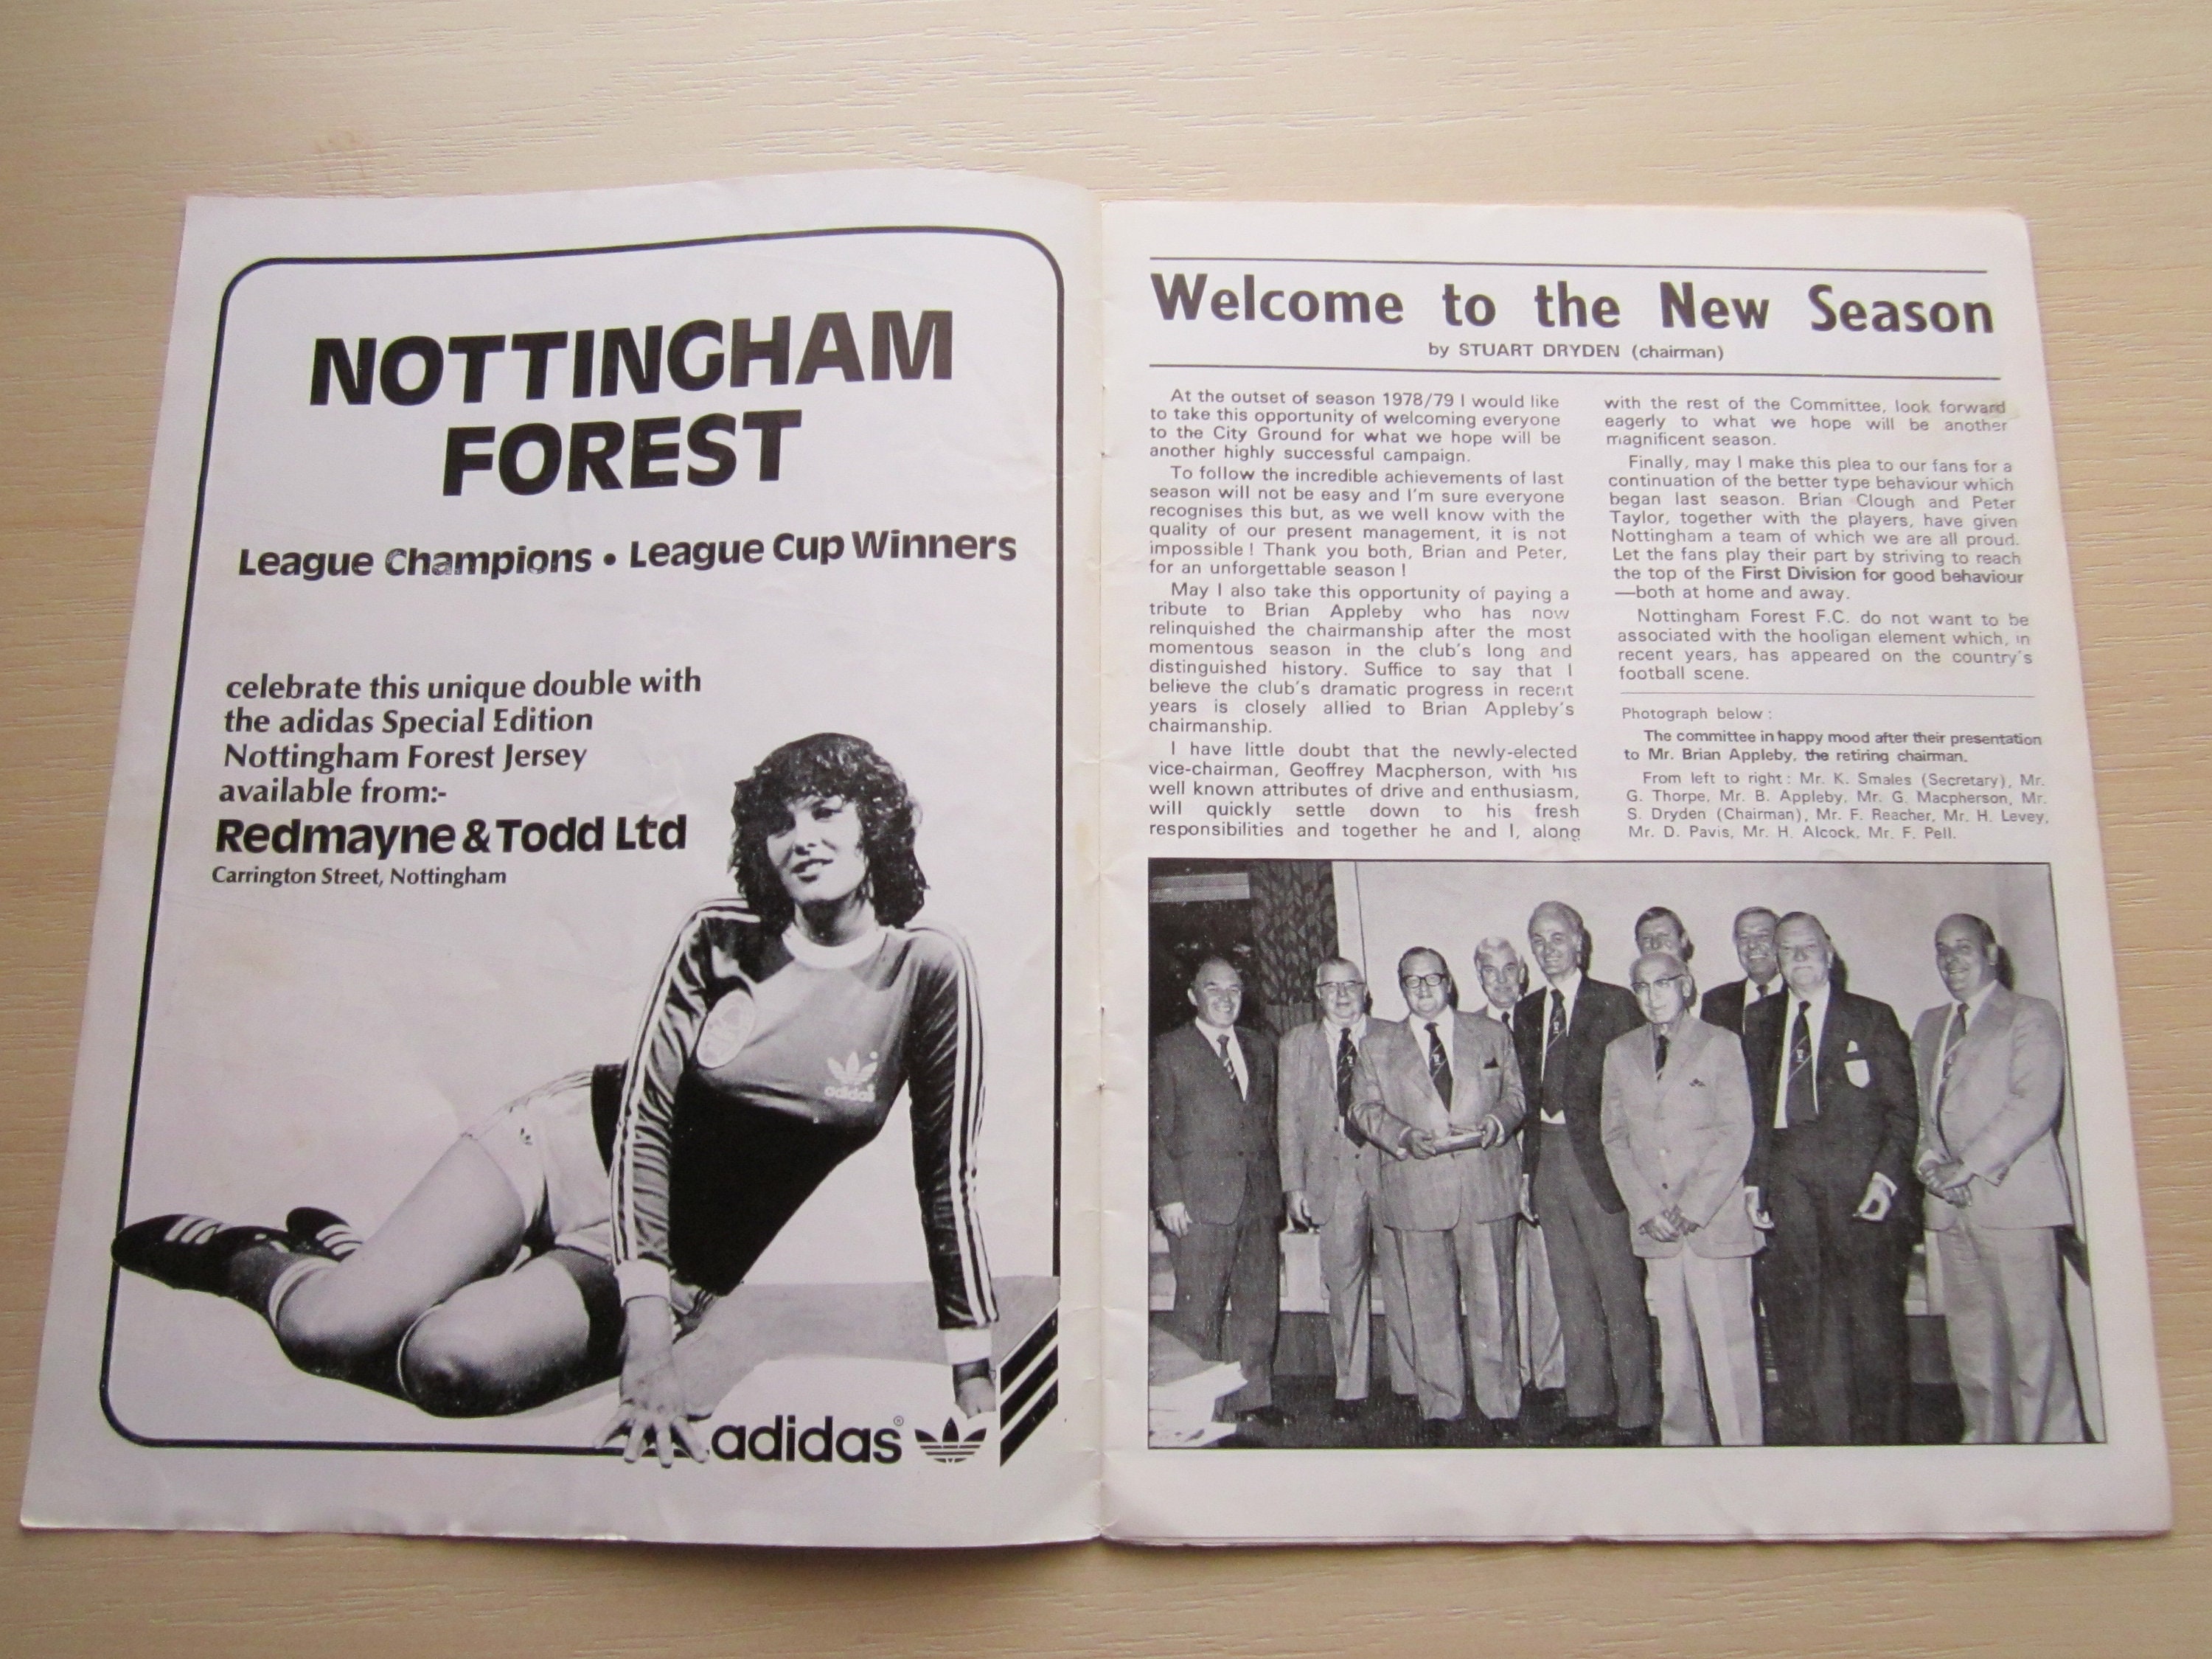 NOTTINGHAM
FOREST
League Champions • League Cup Winners
celebrate this unique double with
the adidas Special Edition
Nottingham Forest Jersey
available from:-
Redmayne & Todd Ltd
Carrington Street, Nottingham
adidas
adidas®
Welcome to the New Season
by STUART DRYDEN (chairman)
At the outset of season 1978/79 I would like
to take this opportunity of welcoming everyone
to the City Ground for what we hope will be
another highly successful campaign.
To follow the incredible achievements of last
season will not be easy and I'm sure everyone
recognises this but, as we well know with the
quality of our present management, it is not
impossible! Thank you both, Brian and Peter,
for an unforgettable season!
May I also take this opportunity of paying a
tribute to Brian Appleby who has now
relinquished the chairmanship after the most
momentous season in the club's long and
distinguished history. Suffice to say that I
believe the club's dramatic progress in recent
years is closely allied to Brian Appleby's
chairmanship.
I have little doubt that the newly-elected
vice-chairman, Geoffrey Macpherson, with his
well known attributes of drive and enthusiasm,
will quickly settle down to his fresh
responsibilities and together he and I, along
with the rest of the Committee, look forward
eagerly to what we hope will be another
magnificent season.
Finally, may I make this plea to our fans for a
continuation of the better type behaviour which
began last season. Brian Clough and Peter
Taylor, together with the players, have given
Nottingham a team of which we are all proud.
Let the fans play their part by striving to reach
the top of the First Division for good behaviour
—both at home and away.
Nottingham Forest F.C. do not want to be
associated with the hooligan element which, in
recent years, has appeared on the country's
football scene.
Photograph below:
The committee in happy mood after their presentation
to Mr. Brian Appleby, the retiring chairman.
From left to right: Mr. K. Smales (Secretary), Mr.
G. Thorpe, Mr. B. Appleby, Mr. G. Macpherson, Mr.
S. Dryden (Chairman), Mr. F. Reacher, Mr. H. Levey,
Mr. D. Pavis, Mr. H. Alcock, Mr. F. Pell.